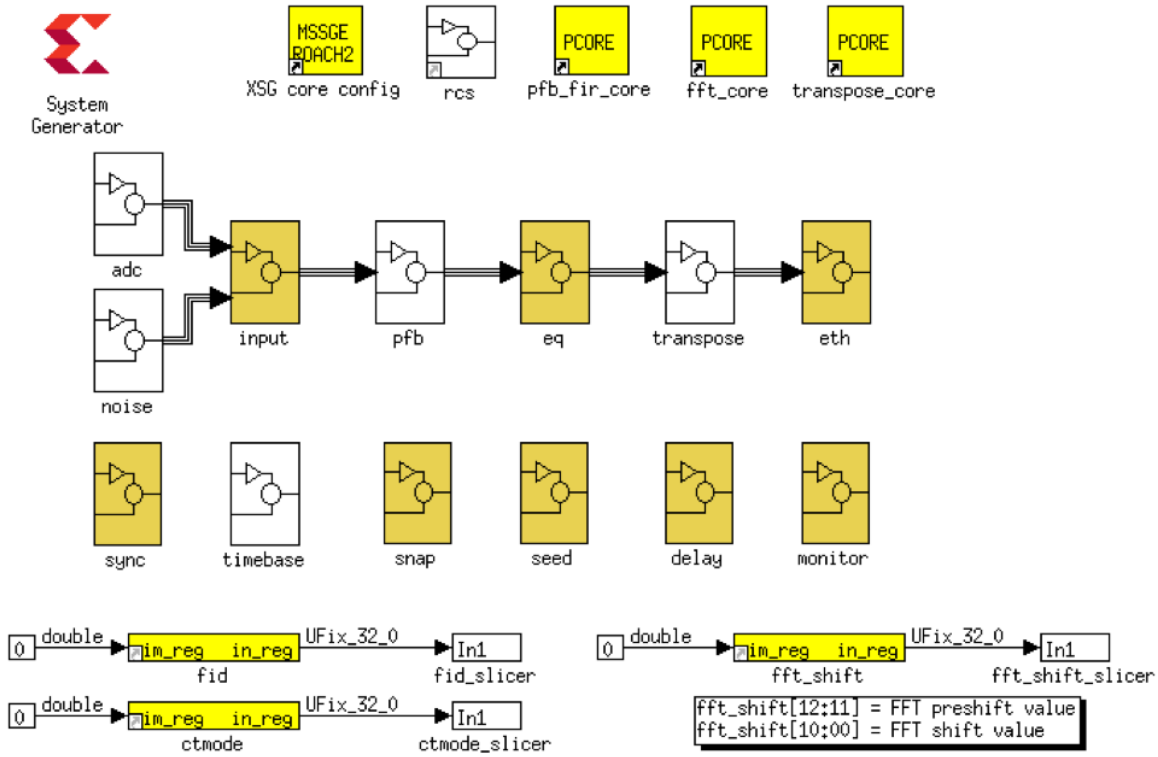 System
Generator
MSSGE
ROACH2
XSG core config
rcs
PCORE
pfb_fir_core
PCORE
fft_core
PCORE
transpose_core
adc
noise
input
pfb
eq
transpose
eth
sync
timebase
snap
seed
delay
monitor
0
double
im_reg in_reg
UFix_32_0
In1
fid
fid_slicer
0
double
im_reg in_reg
UFix_32_0
In1
ctmode
ctmode_slicer
0
double
im_reg in_reg
UFix_32_0
In1
fft_shift
fft_shift_slicer
fft_shift[12:11] = FFT preshift value
fft_shift[10:00] = FFT shift value